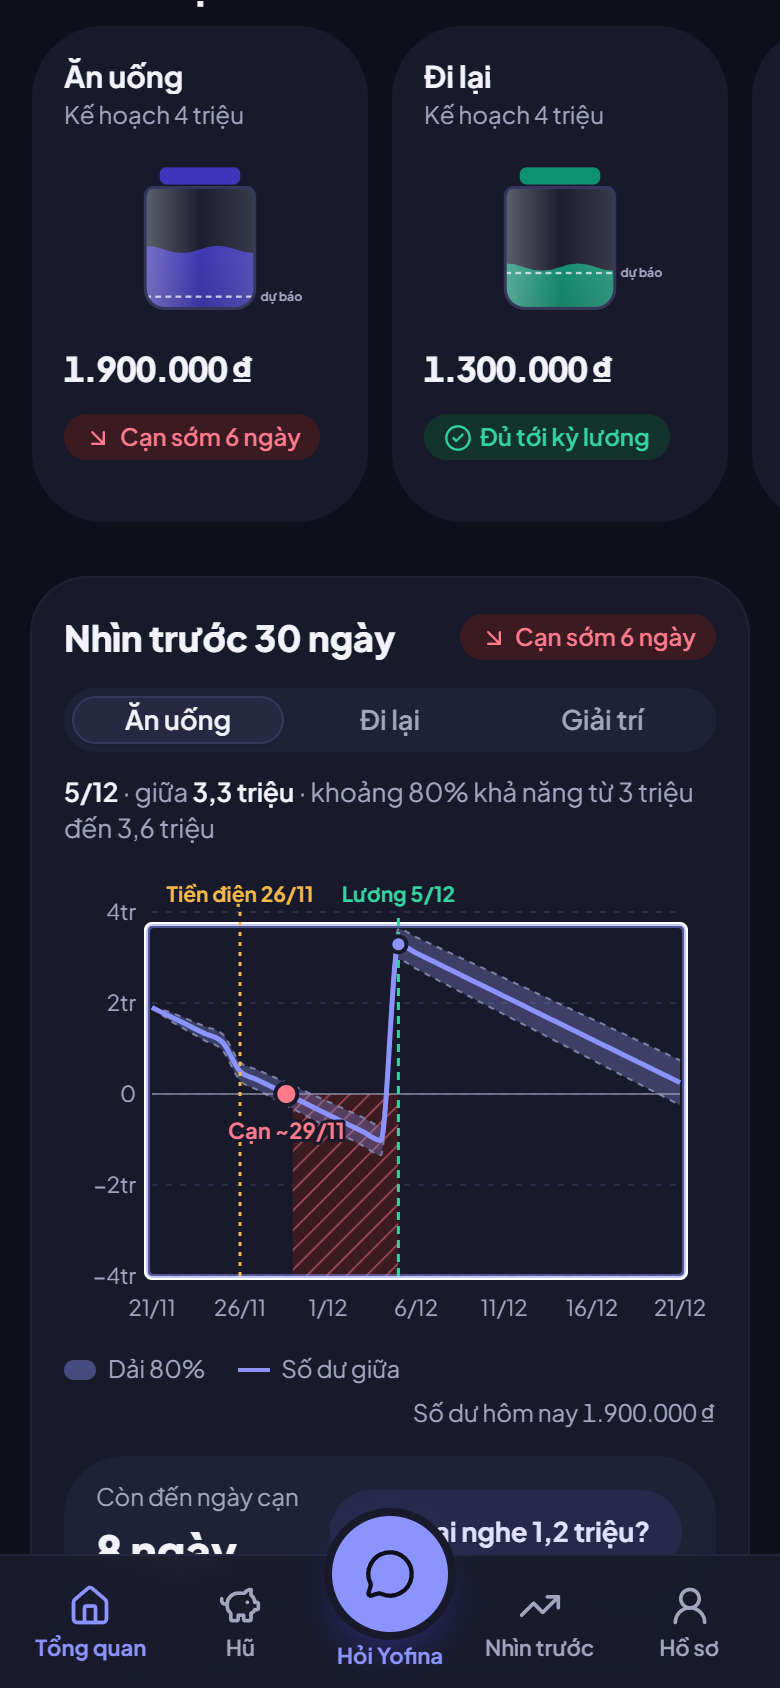 Ăn uống
Kế hoạch 4 triệu
dự báo
1.900.000 ₫
Cạn sớm 6 ngày
Đi lại
Kế hoạch 4 triệu
dự báo
1.300.000 ₫
Đủ tới kỳ lương
Nhìn trước 30 ngày
Cạn sớm 6 ngày
Ăn uống
Đi lại
Giải trí
5/12 · giữa 3,3 triệu · khoảng 80% khả năng từ 3 triệu
đến 3,6 triệu
Tiền điện 26/11
Lương 5/12
4tr
2tr
0
−2tr
−4tr
Cạn ~29/11
21/11
26/11
1/12
6/12
11/12
16/12
21/12
Dải 80%
Số dư giữa
Số dư hôm nay 1.900.000 ₫
Còn đến ngày cạn
8 ngày
nghe 1,2 triệu?
Tổng quan
Hũ
Hỏi Yofina
Nhìn trước
Hồ sơ